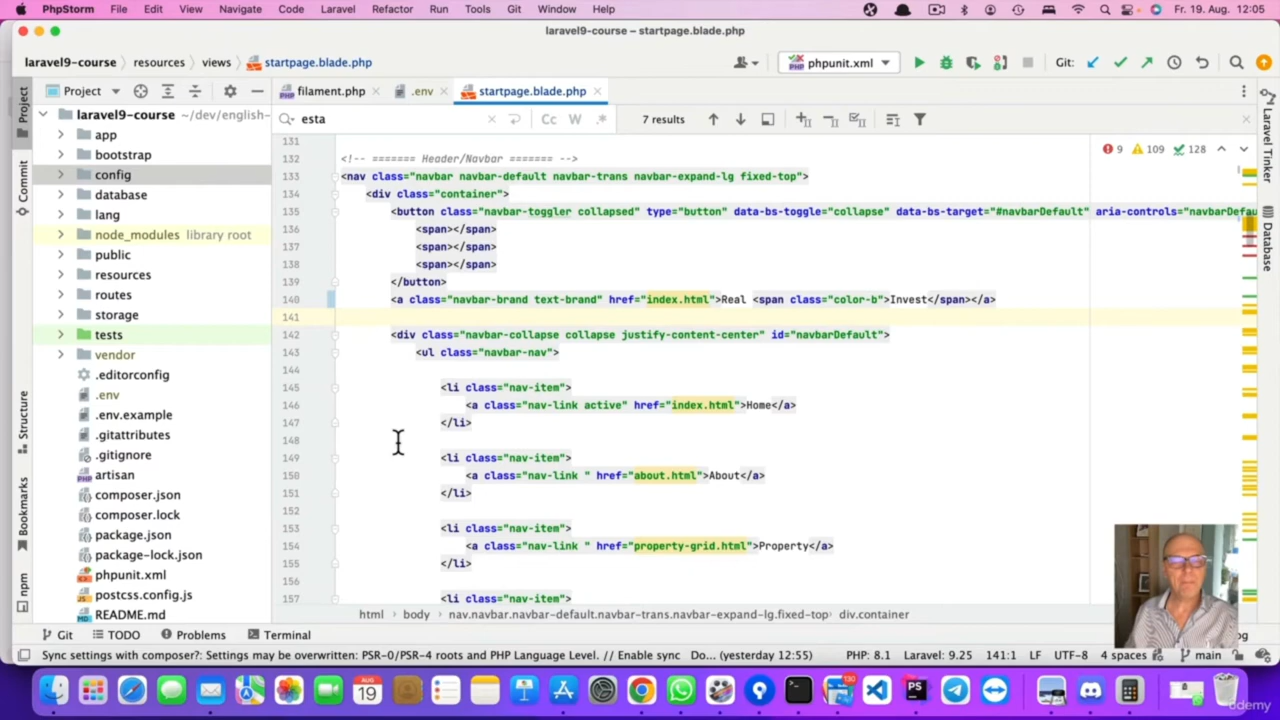 PhpStorm File Edit View Navigate Code Laravel Refactor Run Tools Git Window Help Fr. 19. Aug. 12:05
laravel9-course – startpage.blade.php
laravel9-course resources views startpage.blade.php phpunit.xml Git:
Project filament.php .env startpage.blade.php
esta Cc W .* 7 results
laravel9-course ~/dev/english-
app
bootstrap
config
database
lang
node_modules library root
public
resources
routes
storage
tests
vendor
.editorconfig
.env
.env.example
.gitattributes
.gitignore
artisan
composer.json
composer.lock
package.json
package-lock.json
phpunit.xml
postcss.config.js
README.md
Project
Commit
Structure
Bookmarks
npm
9 109 128
131
132 <!-- ======= Header/Navbar ======= -->
133 <nav class="navbar navbar-default navbar-trans navbar-expand-lg fixed-top">
134 <div class="container">
135 <button class="navbar-toggler collapsed" type="button" data-bs-toggle="collapse" data-bs-target="#navbarDefault" aria-controls="navbarDefau
136 <span></span>
137 <span></span>
138 <span></span>
139 </button>
140 <a class="navbar-brand text-brand" href="index.html">Real <span class="color-b">Invest</span></a>
141
142 <div class="navbar-collapse collapse justify-content-center" id="navbarDefault">
143 <ul class="navbar-nav">
144
145 <li class="nav-item">
146 <a class="nav-link active" href="index.html">Home</a>
147 </li>
148
149 <li class="nav-item">
150 <a class="nav-link " href="about.html">About</a>
151 </li>
152
153 <li class="nav-item">
154 <a class="nav-link " href="property-grid.html">Property</a>
155 </li>
156
157 <li class="nav-item">
Laravel Tinker
Database
html body nav.navbar.navbar-default.navbar-trans.navbar-expand-lg.fixed-top div.container
Git TODO Problems Terminal og
Sync settings with composer?: Settings may be overwritten: PSR-0/PSR-4 roots and PHP Language Level. // Enable sync Do... (yesterday 12:55) PHP: 8.1 Laravel: 9.25 141:1 LF UTF-8 4 spaces main
AUG
19
130
PS
udemy